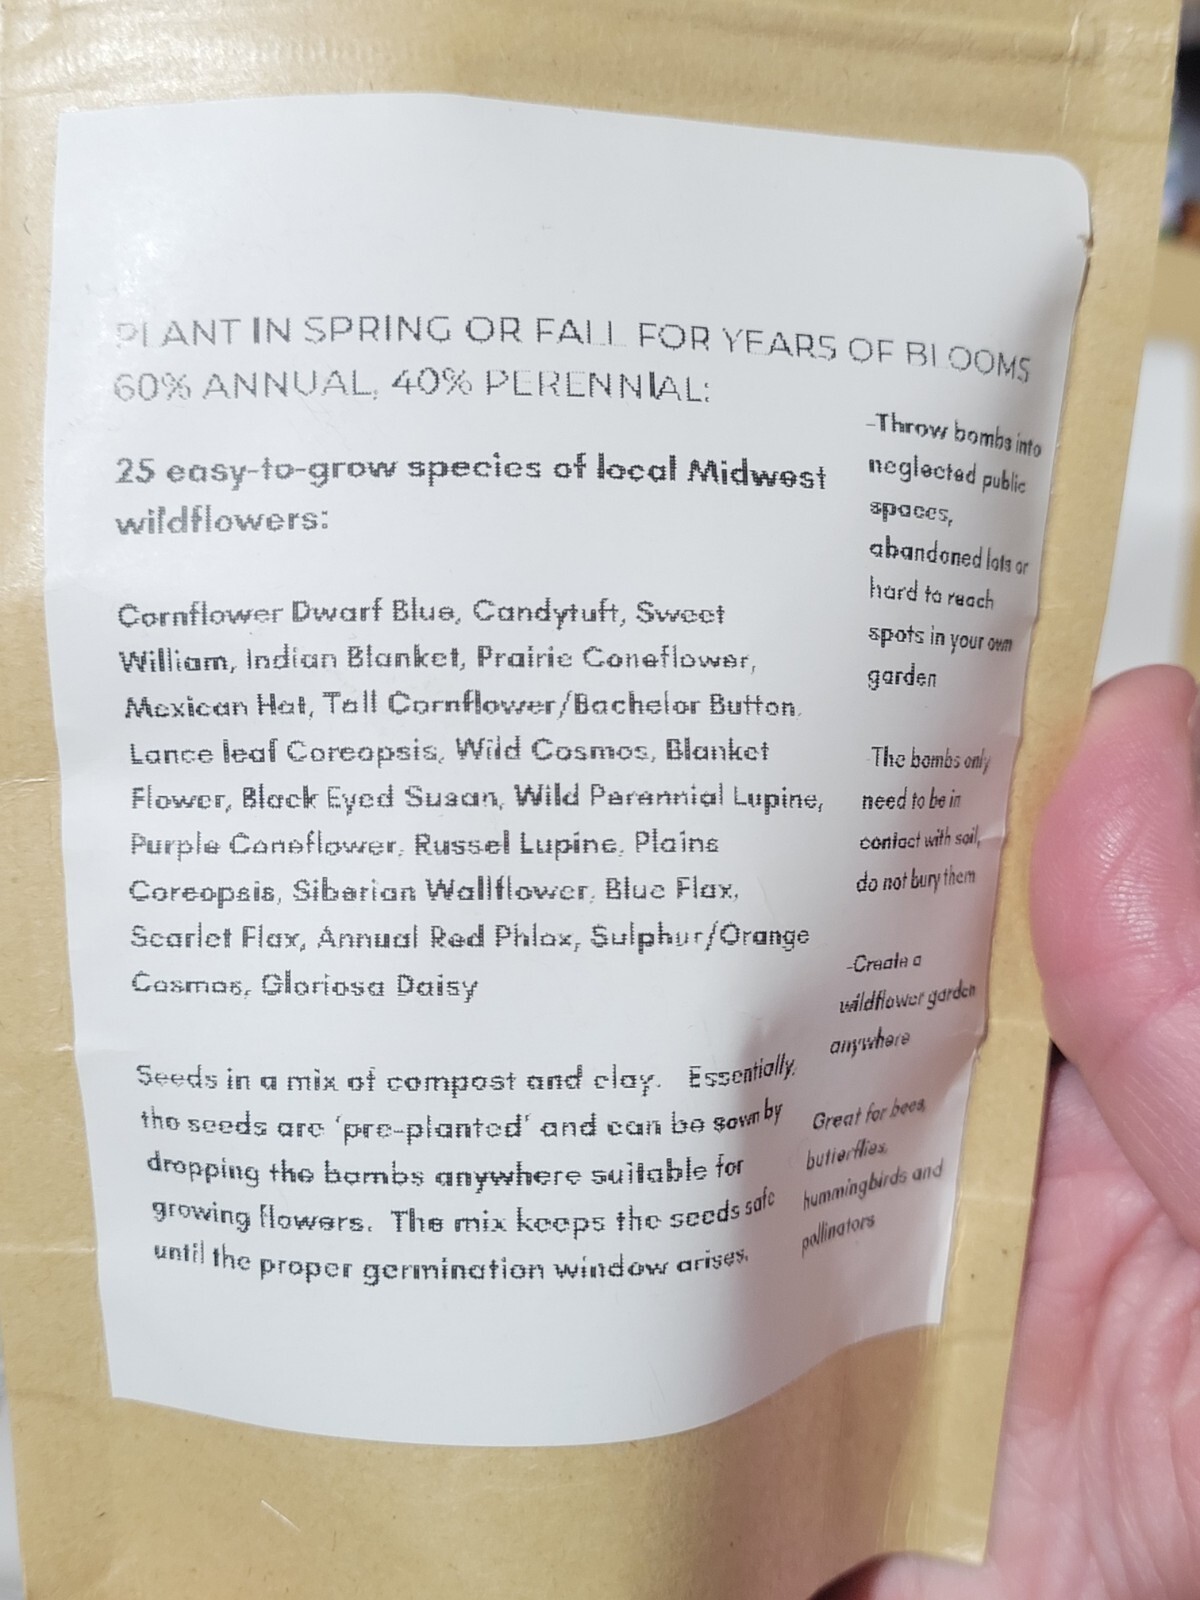 PLANT IN SPRING OR FALL FOR YEARS OF BLOOMS
60% ANNUAL, 40% PERENNIAL:
25 easy-to-grow species of local Midwest
wildflowers:
Cornflower Dwarf Blue, Candytuft, Sweet
William, Indian Blanket, Prairie Coneflower,
Mexican Hat, Tall Cornflower/Bachelor Button,
Lance leaf Coreopsis, Wild Cosmos, Blanket
Flower, Black Eyed Susan, Wild Perennial Lupine,
Purple Coneflower, Russel Lupine, Plains
Coreopsis, Siberian Wallflower, Blue Flax,
Scarlet Flax, Annual Red Phlox, Sulphur/Orange
Cosmos, Gloriosa Daisy
Seeds in a mix of compost and clay. Essentially,
the seeds are 'pre-planted' and can be sown by
dropping the bombs anywhere suitable for
growing flowers. The mix keeps the seeds safe
until the proper germination window arises.
-Throw bombs into
neglected public
spaces,
abandoned lots or
hard to reach
spots in your own
garden
-The bombs only
need to be in
contact with soil,
do not bury them
-Create a
wildflower garden
anywhere
Great for bees,
butterflies,
hummingbirds and
pollinators